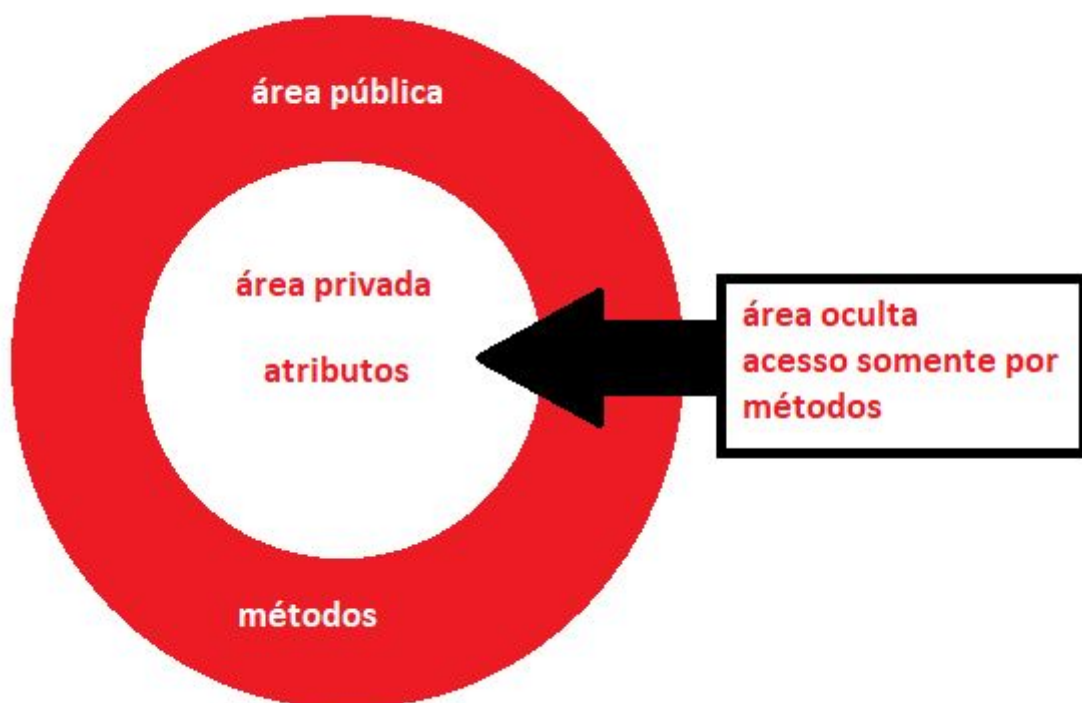 área pública
área privada
atributos
métodos
área oculta
acesso somente por
métodos